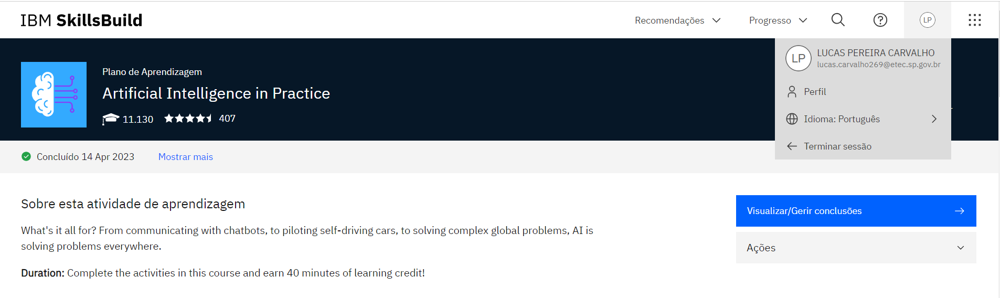 IBM SkillsBuild
Recomendações
Progresso
LP
LP
LUCAS PEREIRA CARVALHO
lucas.carvalho269@etec.sp.gov.br
Perfil
Idioma: Português
Terminar sessão
Plano de Aprendizagem
Artificial Intelligence in Practice
11.130
407
Concluído 14 Apr 2023
Mostrar mais
Sobre esta atividade de aprendizagem
What's it all for? From communicating with chatbots, to piloting self-driving cars, to solving complex global problems, AI is
solving problems everywhere.
Duration: Complete the activities in this course and earn 40 minutes of learning credit!
Visualizar/Gerir conclusões
Ações